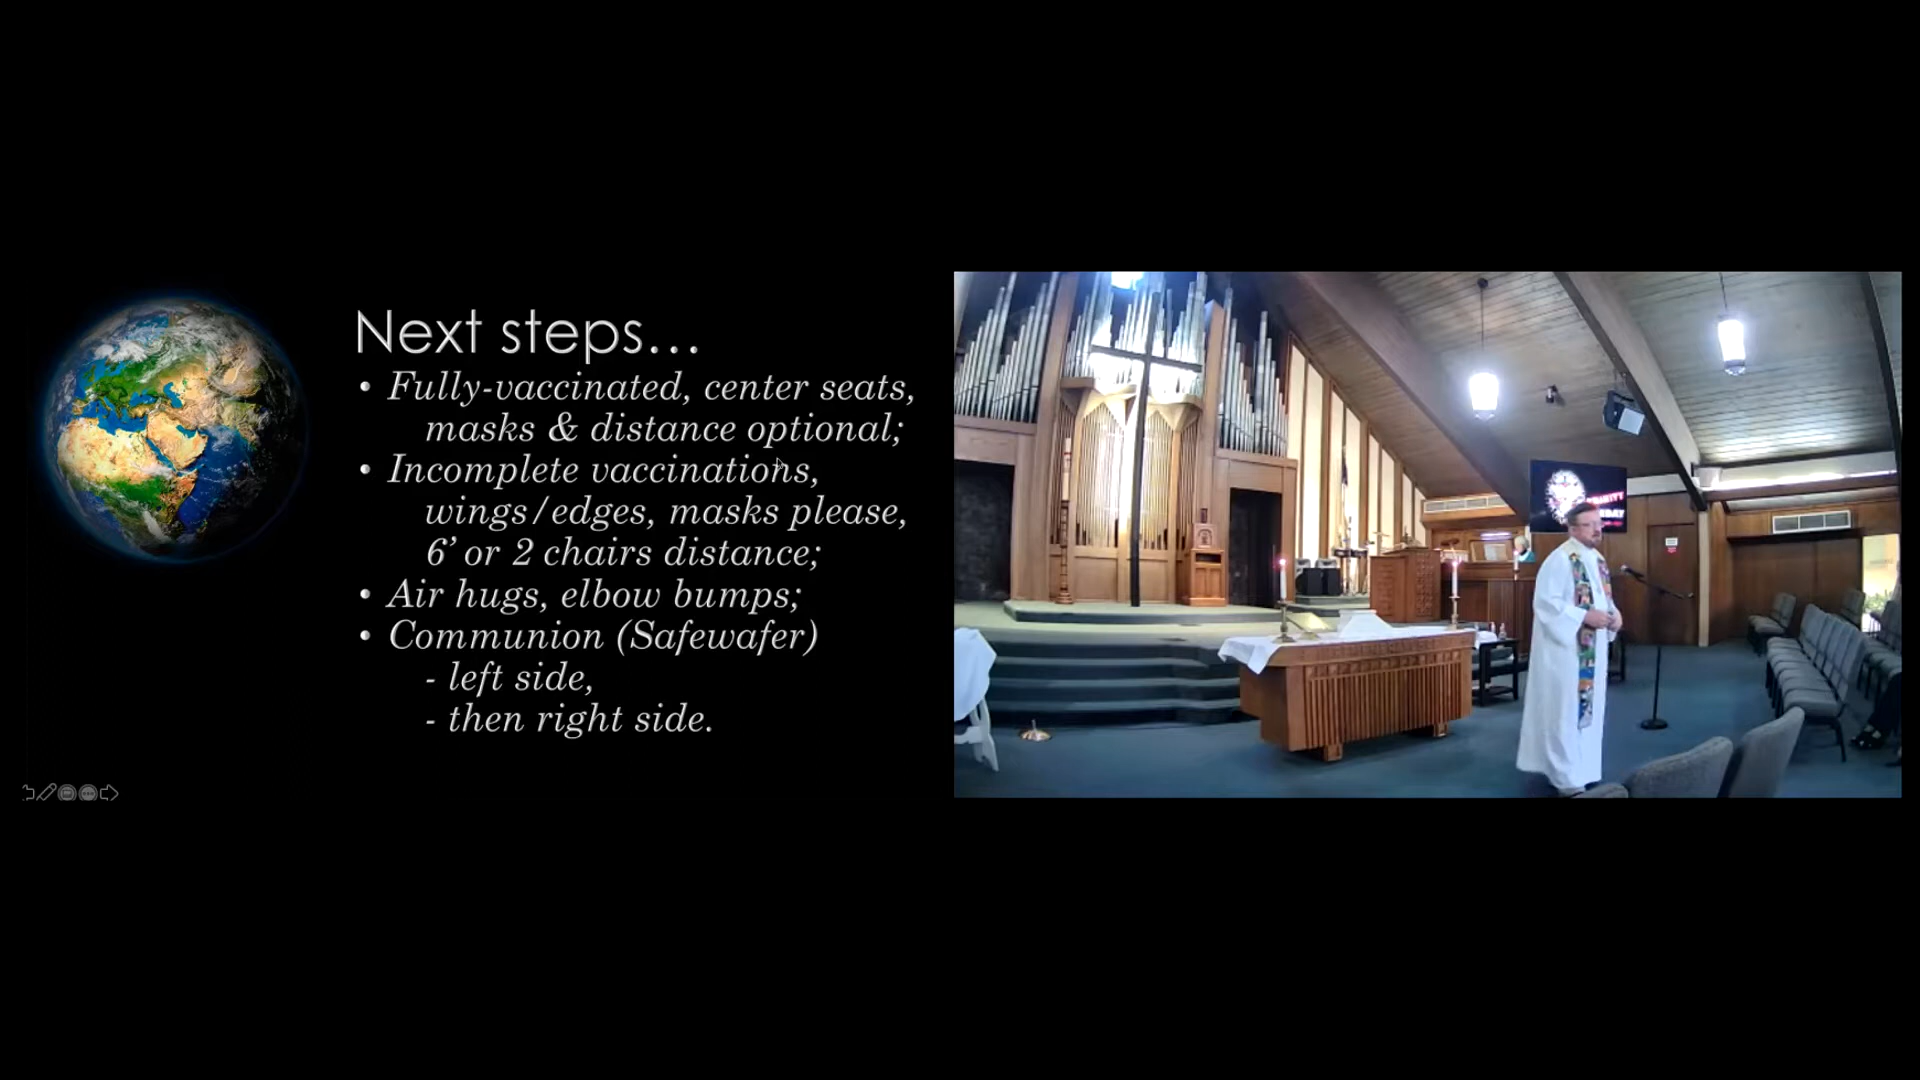 Next steps…
• Fully-vaccinated, center seats,
masks & distance optional;
• Incomplete vaccinations,
wings/edges, masks please,
6’ or 2 chairs distance;
• Air hugs, elbow bumps;
• Communion (Safewafer)
- left side,
- then right side.